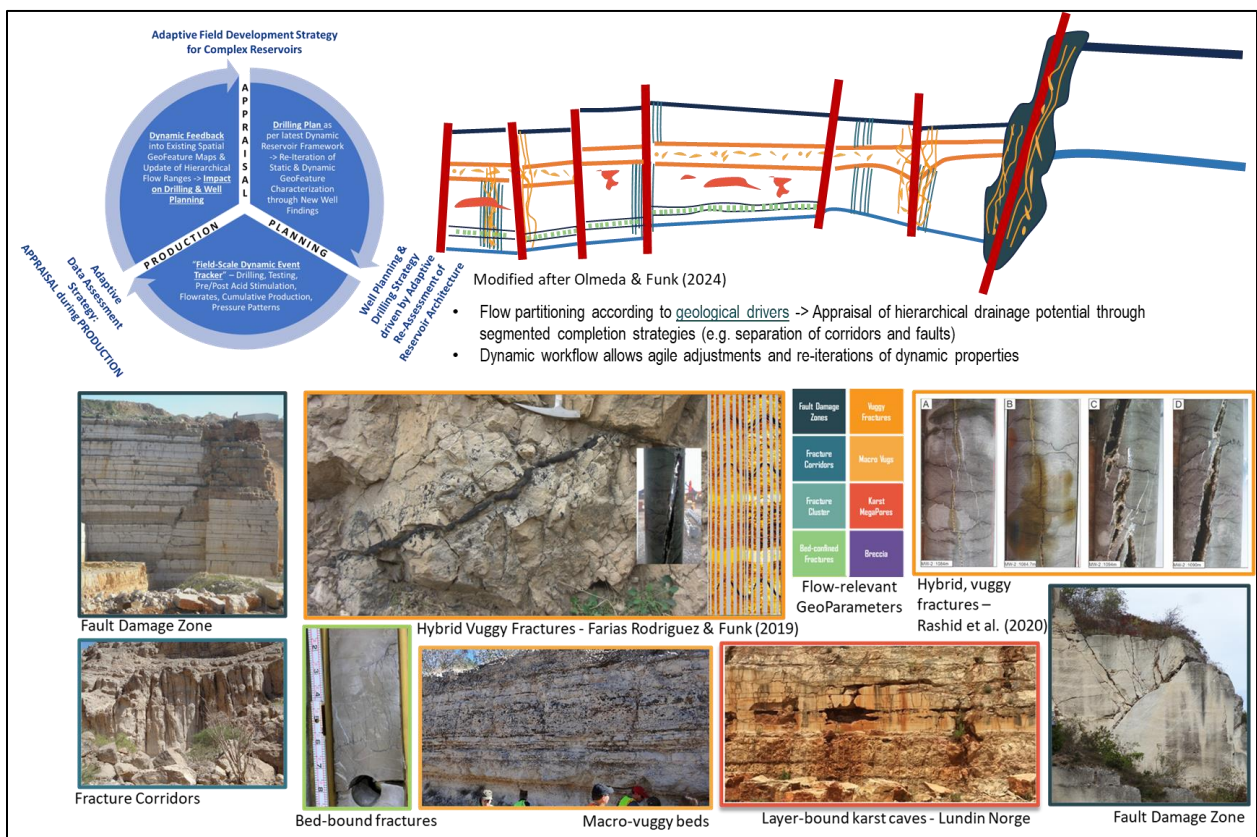 Adaptive Field Development Strategy
for Complex Reservoirs
APPRAISAL
Dynamic Feedback
into Existing Spatial
GeoFeature Maps &
Update of Hierarchical
Flow Ranges -> Impact
on Drilling & Well
Planning
Drilling Plan as
per latest Dynamic
Reservoir Framework
-> Re-Iteration of
Static & Dynamic
GeoFeature
Characterization
through New Well
Findings
PRODUCTION
PLANNING
"Field-Scale Dynamic Event
Tracker" – Drilling, Testing,
Pre/Post Acid Stimulation,
Flowrates, Cumulative Production,
Pressure Patterns
Adaptive
Data Assessment
Strategy:
APPRAISAL during PRODUCTION
Well Planning &
Drilling Strategy
driven by Adaptive
Re-Assessment of
Reservoir Architecture
Modified after Olmeda & Funk (2024)
• Flow partitioning according to geological drivers -> Appraisal of hierarchical drainage potential through
segmented completion strategies (e.g. separation of corridors and faults)
• Dynamic workflow allows agile adjustments and re-iterations of dynamic properties
Fault Damage Zone
Hybrid Vuggy Fractures - Farias Rodriguez & Funk (2019)
Fault Damage
Zones
Vuggy
Fractures
Fracture
Corridors
Macro Vugs
Fracture
Cluster
Karst
MegaPores
Bed-confined
Fractures
Breccia
Flow-relevant
GeoParameters
A
B
C
D
Hybrid, vuggy
fractures –
Rashid et al. (2020)
Fracture Corridors
Bed-bound fractures
Macro-vuggy beds
Layer-bound karst caves - Lundin Norge
Fault Damage Zone